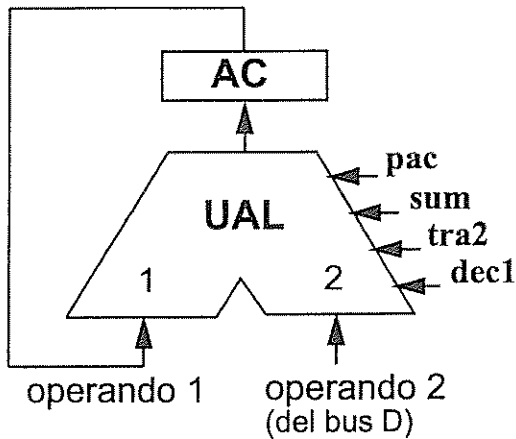 AC
pac
UAL
sum
tra2
1
2
dec1
operando 1
operando 2
(del bus D)